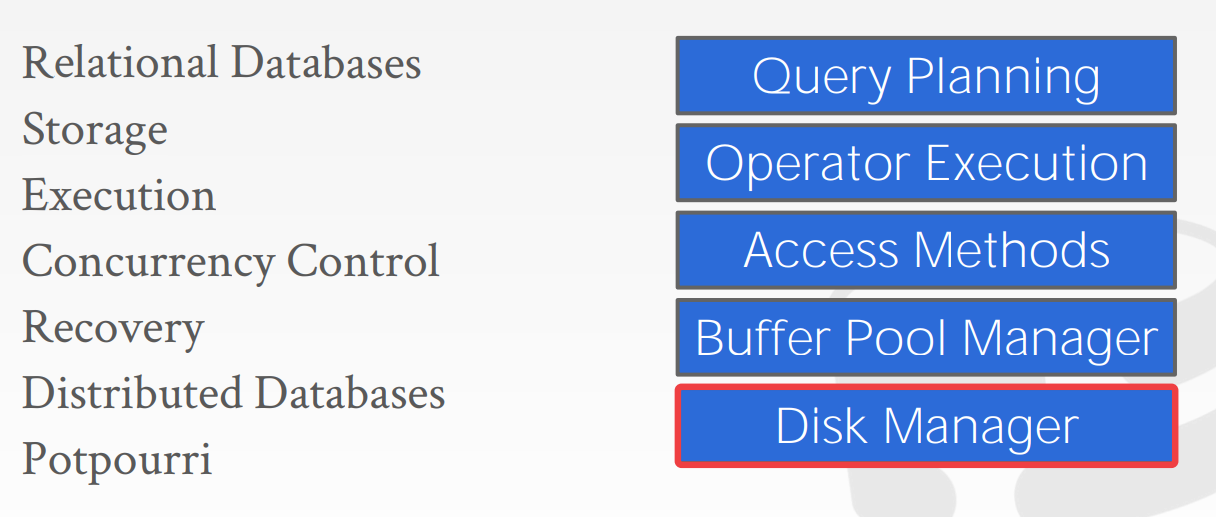 Relational Databases
Storage
Execution
Concurrency Control
Recovery
Distributed Databases
Potpourri
Query Planning
Operator Execution
Access Methods
Buffer Pool Manager
Disk Manager